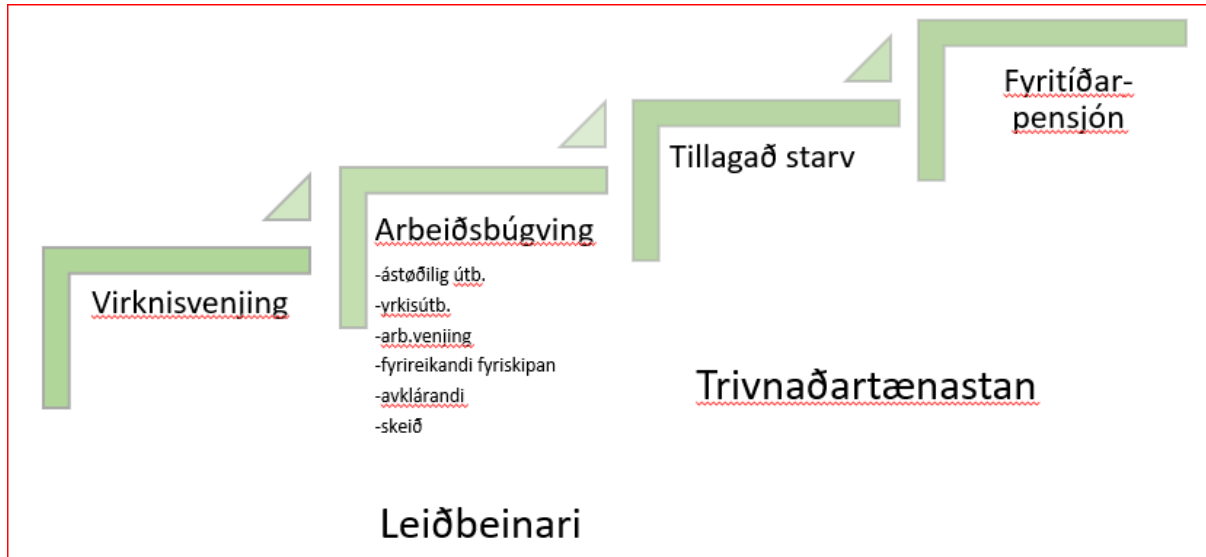 Virknisvenjing
Arbeiðsbúgving
-ástøðilig útb.
-yrkisútb.
-arb.venjing
-fyrireikandi fyriskipan
-avklárandi
-skeið
Tillagað starv
Fyritíðar-
pensjón
Trivnaðartænastan
Leiðbeinari